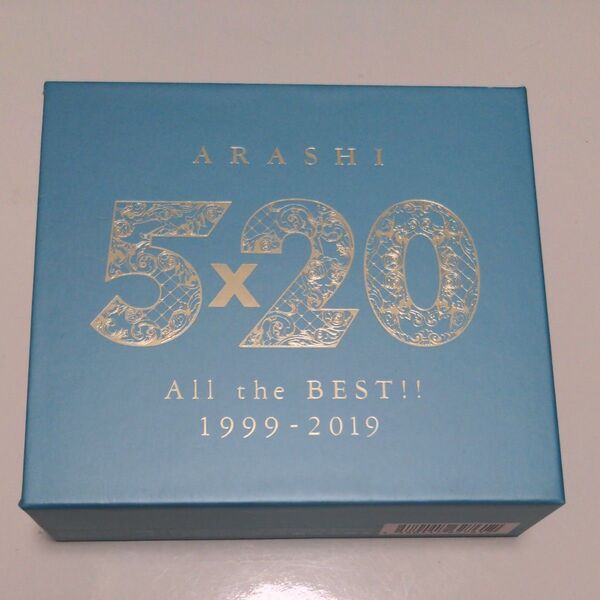 ARASHI
5x20
All the BEST!!
1999-2019